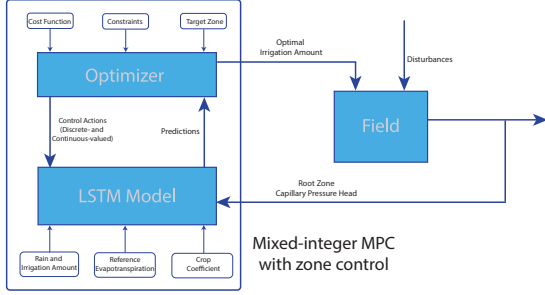 Cost Function
Constraints
Target Zone
Optimizer
Optimal
Irrigation Amount
Disturbances
Control Actions
(Discrete- and
Continuous-valued)
Predictions
Field
LSTM Model
Root Zone
Capillary Pressure Head
Rain and
Irrigation Amount
Reference
Evapotranspiration
Crop
Coefficient
Mixed-integer MPC
with zone control